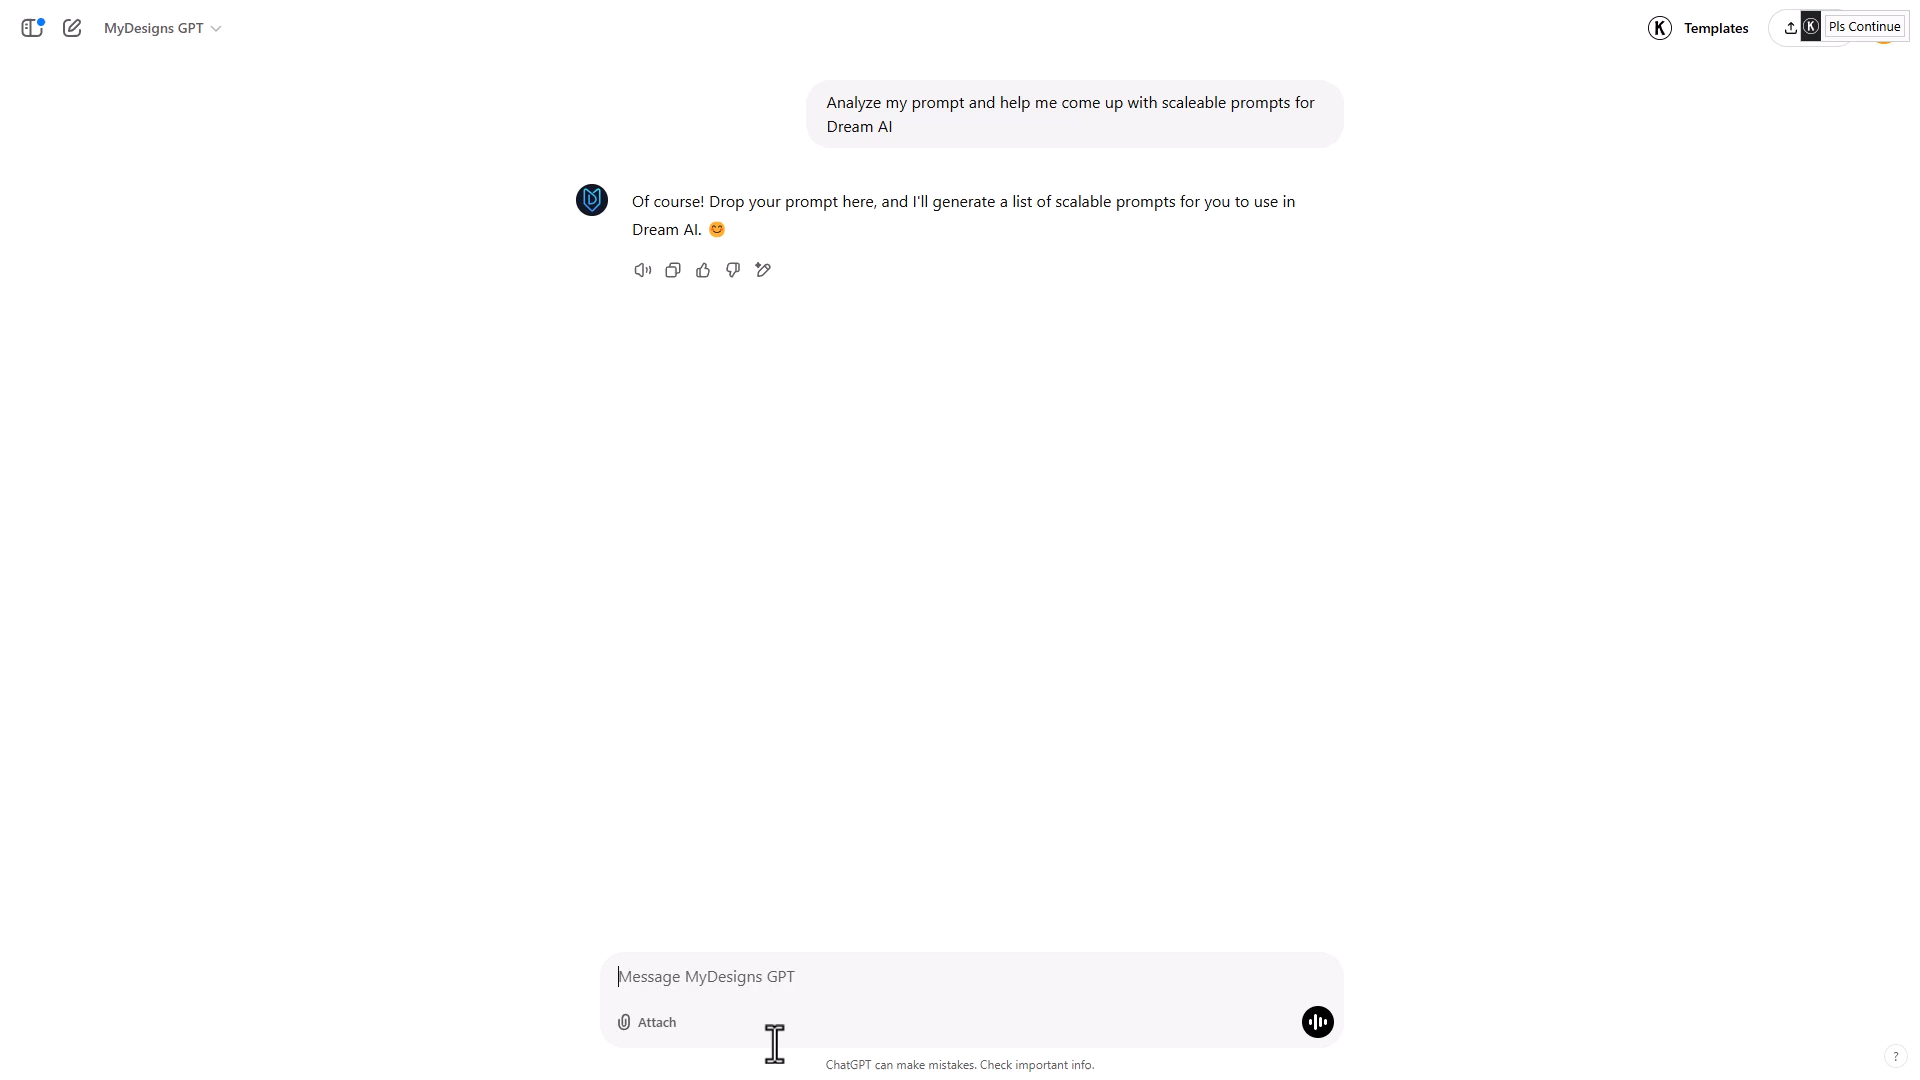 MyDesigns GPT
K Templates
K Pls Continue
Analyze my prompt and help me come up with scaleable prompts for
Dream AI
Of course! Drop your prompt here, and I'll generate a list of scalable prompts for you to use in
Dream AI. 😊
Message MyDesigns GPT
Attach
ChatGPT can make mistakes. Check important info.
?